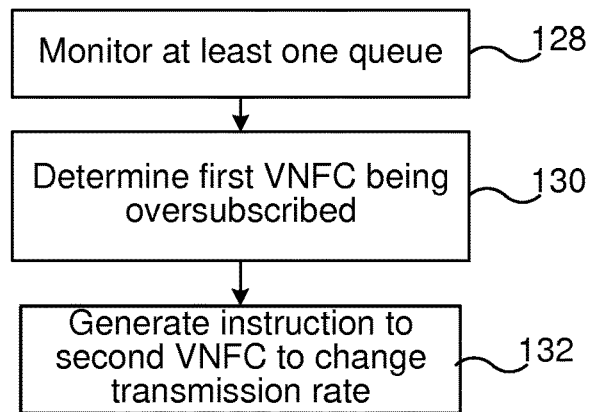 Monitor at least one queue
128
Determine first VNFC being
oversubscribed
130
Generate instruction to
second VNFC to change
transmission rate
132